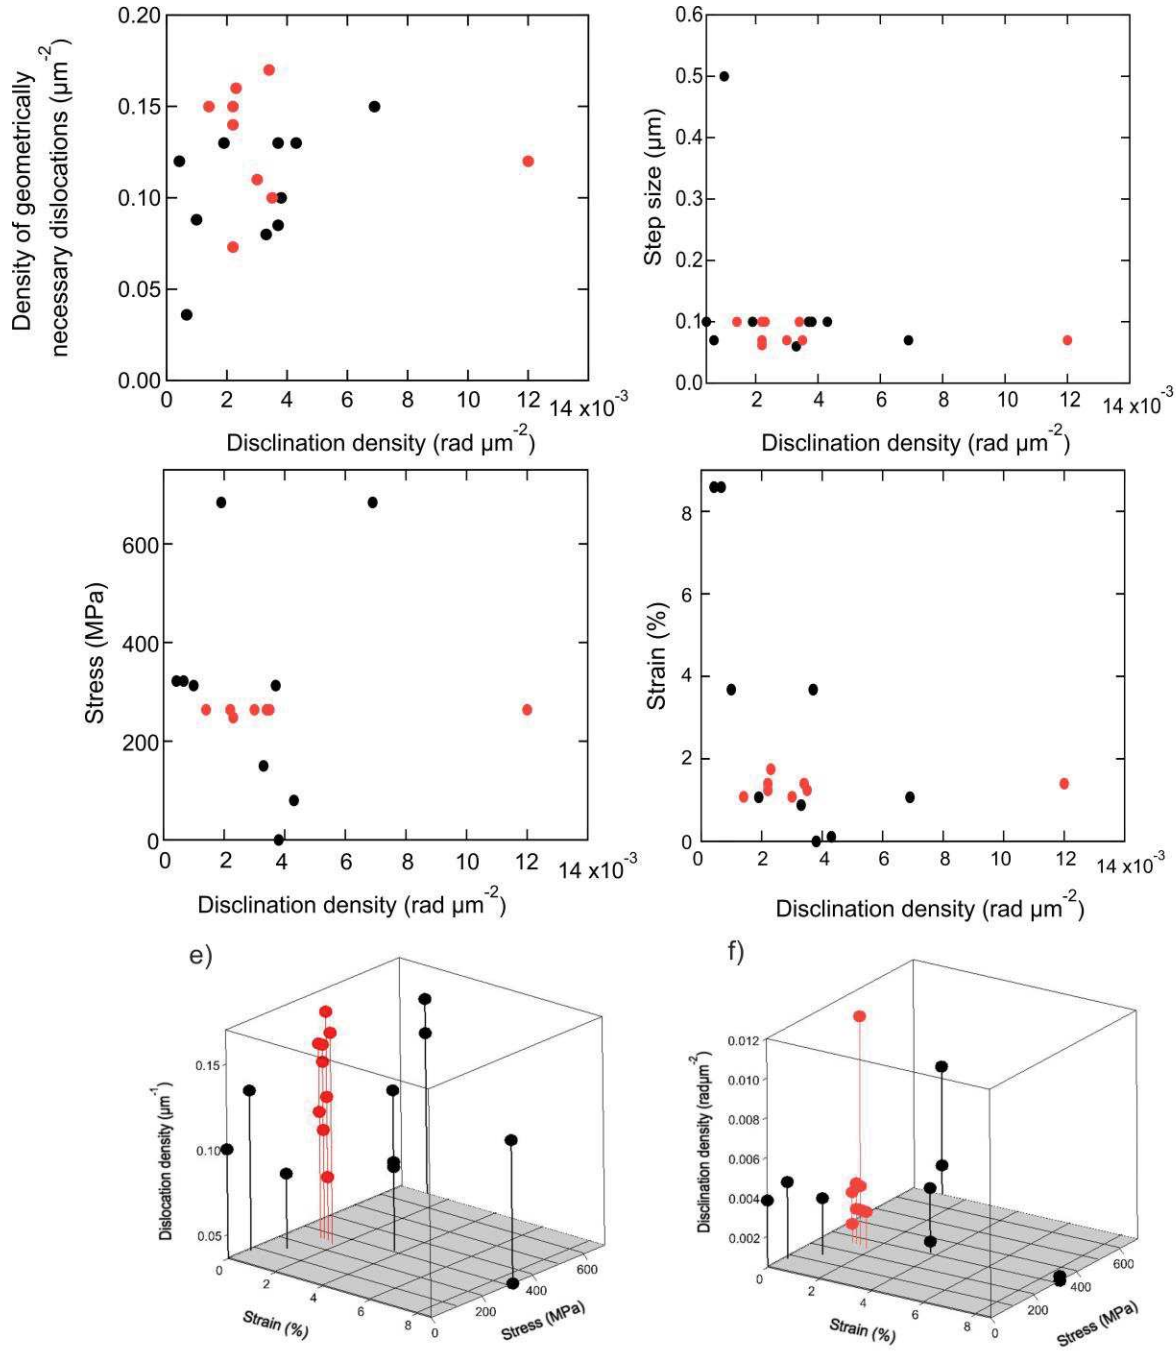 Density of geometrically
necessary dislocations (µm-2)
0.20
0.15
0.10
0.05
0.00
0 2 4 6 8 10 12 14 x10-3
Disclination density (rad µm-2)
Step size (µm)
0.6
0.5
0.4
0.3
0.2
0.1
0.0
2 4 6 8 10 12 14 x10-3
Disclination density (rad µm-2)
Stress (MPa)
600
400
200
0
0 2 4 6 8 10 12 14 x10-3
Disclination density (rad µm-2)
Strain (%)
8
6
4
2
0
0 2 4 6 8 10 12 14 x10-3
Disclination density (rad µm-2)
e)
Dislocation density (µm-1)
0.15
0.10
0.05
0 2 4 6 8
Strain (%)
0 200 400 600
Stress (MPa)
f)
Disclination density (radµm-2)
0.012
0.010
0.008
0.006
0.004
0.002
0 2 4 6 8
Strain (%)
0 200 400 600
Stress (MPa)